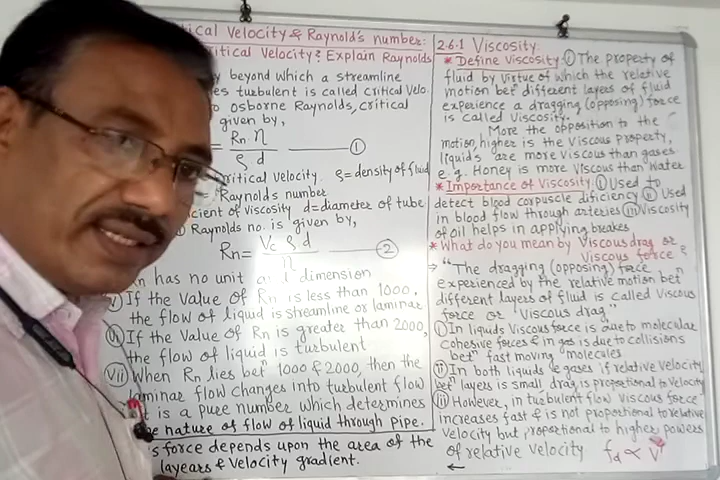 tical Velocity & Raynold's number:
ritical Velocity? Explain Raynolds
y beyond which a streamline
es turbulent is called critical Velo.
o osborne Raynolds, critical
given by,
= Rn η / ρ d ——— ①
ritical velocity ρ = density of fluid
= Raynolds number
icient of viscosity d = diameter of tube
Raynolds no. is given by,
Rn = Vc ρ d / η ——— ②
n has no unit a d dimension
If the Value of Rn is less than 1000,
the flow of liquid is streamline or laminar
If the Value of Rn is greater than 2000,
the flow of liquid is turbulent
Vii) When Rn lies bet 1000 & 2000, then the
laminar flow changes into turbulent flow
t is a pure number which determines
e nature of flow of liquid through pipe.
s force depends upon the area of the
layears & Velocity gradient.
2.6.1 Viscosity:
* Define Viscosity: ⓘ The property of
fluid by virtue of which the relative
motion betn different layers of fluid
experience a dragging (opposing) force
is called Viscosity.
More the opposition to the
motion, higher is the Viscous property,
liquids are more Viscous than gases
e.g. Honey is more Viscous than Water
* Importance of Viscosity: ⓘ Used to
detect blood corpuscle dificiency ⓘⓘ Used
in blood flow through arteries ⓘⓘⓘ Viscosity
of Oil helps in applying breakes
* What do you mean by Viscous drag or
Viscous force?
→ "The dragging (opposing) force
experienced by the relative motion betn
different layers of fluid is called Viscous
force or Viscous drag"
ⓘ In liquids Viscous force is due to molecular
cohesive forces & in gas is due to collisions
betn fast moving molecules
ⓘⓘ In both liquids & gases if relative Velocity
betn layers is small drag is proportional to Velocity
ⓘⓘⓘ However, in turbulent flow Viscous force
increases fast & is not proportional to relative
Velocity but proportional to higher powers
of relative velocity fd ∝ V
←